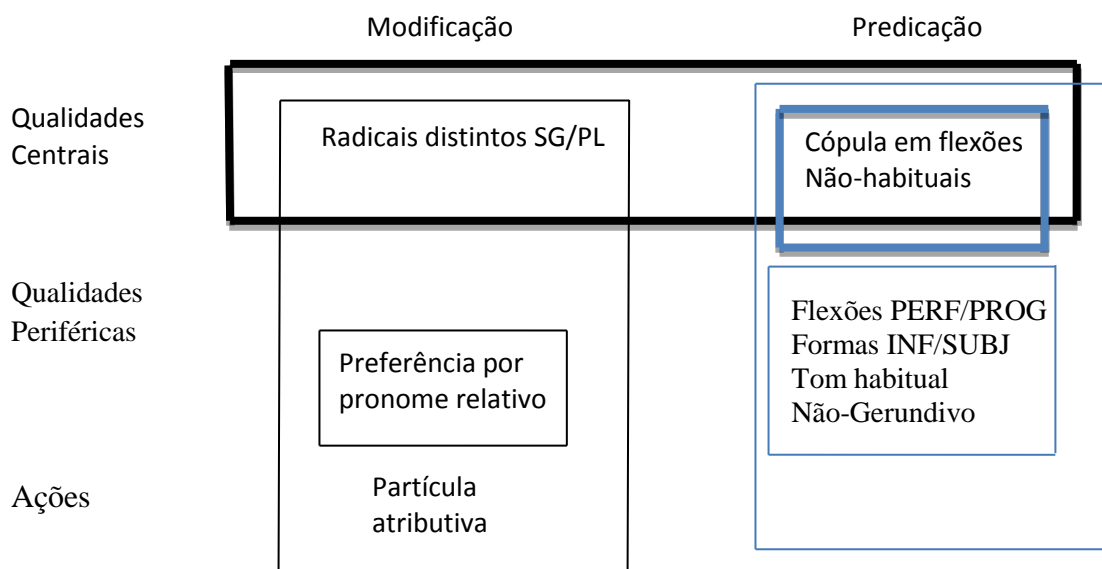 Modificação
Predicação
Qualidades
Centrais
Radicais distintos SG/PL
Cópula em flexões
Não-habituais
Qualidades
Periféricas
Preferência por
pronome relativo
Flexões PERF/PROG
Formas INF/SUBJ
Tom habitual
Não-Gerundivo
Ações
Partícula
atributiva